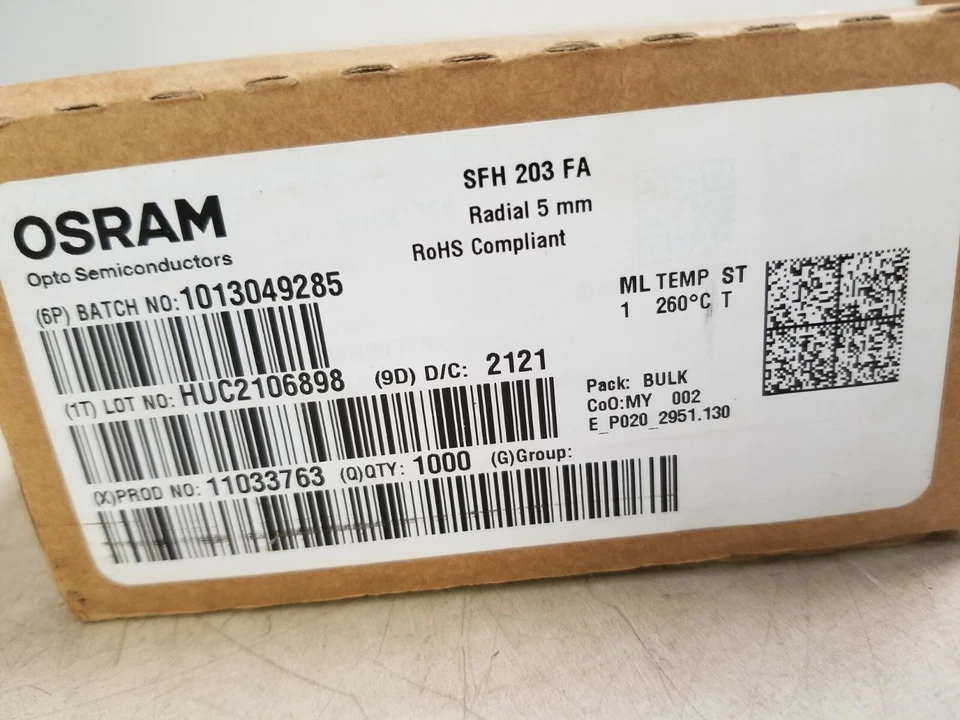 SFH 203 FA
Radial 5 mm
RoHS Compliant
OSRAM
Opto Semiconductors
(6P) BATCH NO:1013049285
ML TEMP ST
1 260°C T
(1T) LOT NO: HUC2106898 (9D) D/C: 2121
Pack: BULK
CoO:MY 002
E_P020_2951.130
(X)PROD NO: 11033763 (Q)QTY: 1000 (G)Group: